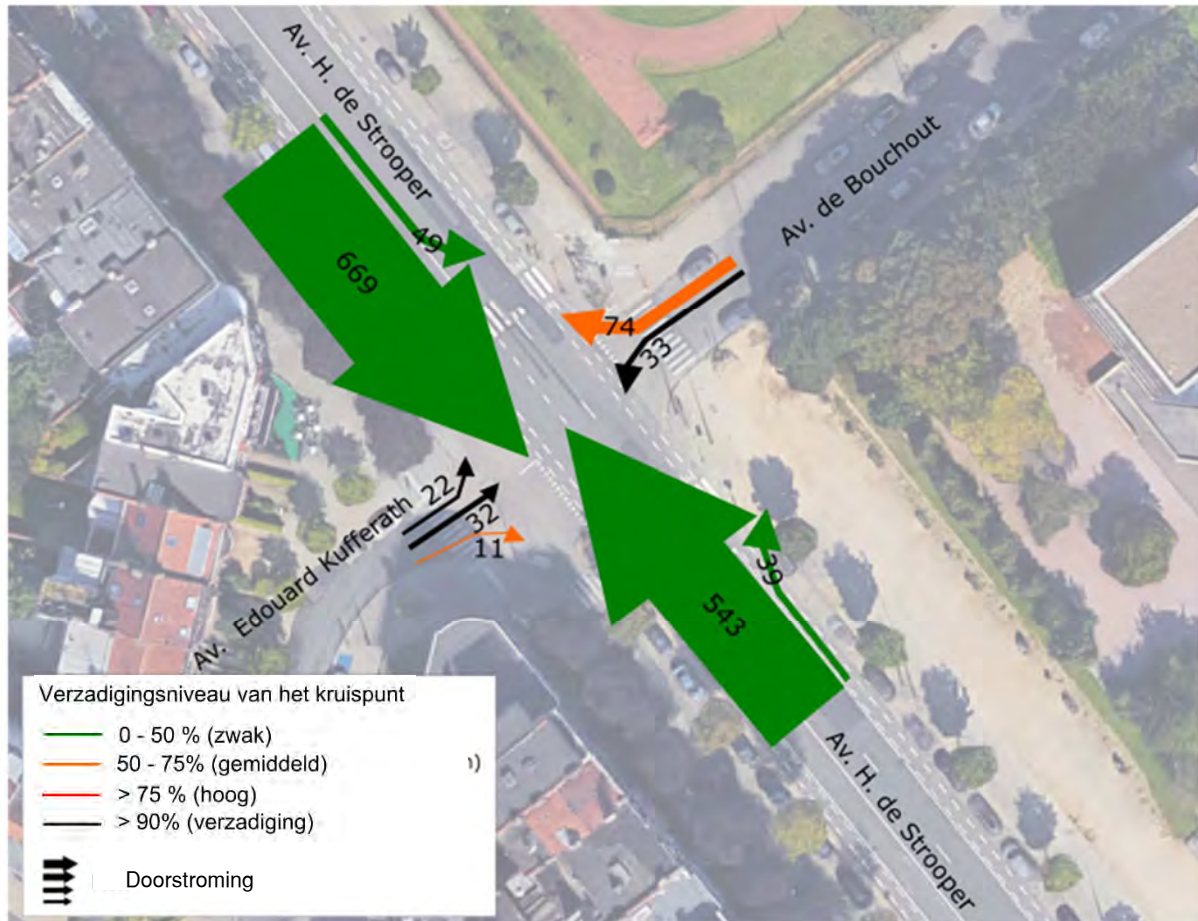 Av. H. de Strooper
Av. de Bouchout
49
669
74
33
22
32
11
Av. Edouard Kufferath
39
543
Av. H. de Strooper
Verzadigingsniveau van het kruispunt
0 - 50 % (zwak)
50 - 75% (gemiddeld)
> 75 % (hoog)
> 90% (verzadiging)
Doorstroming